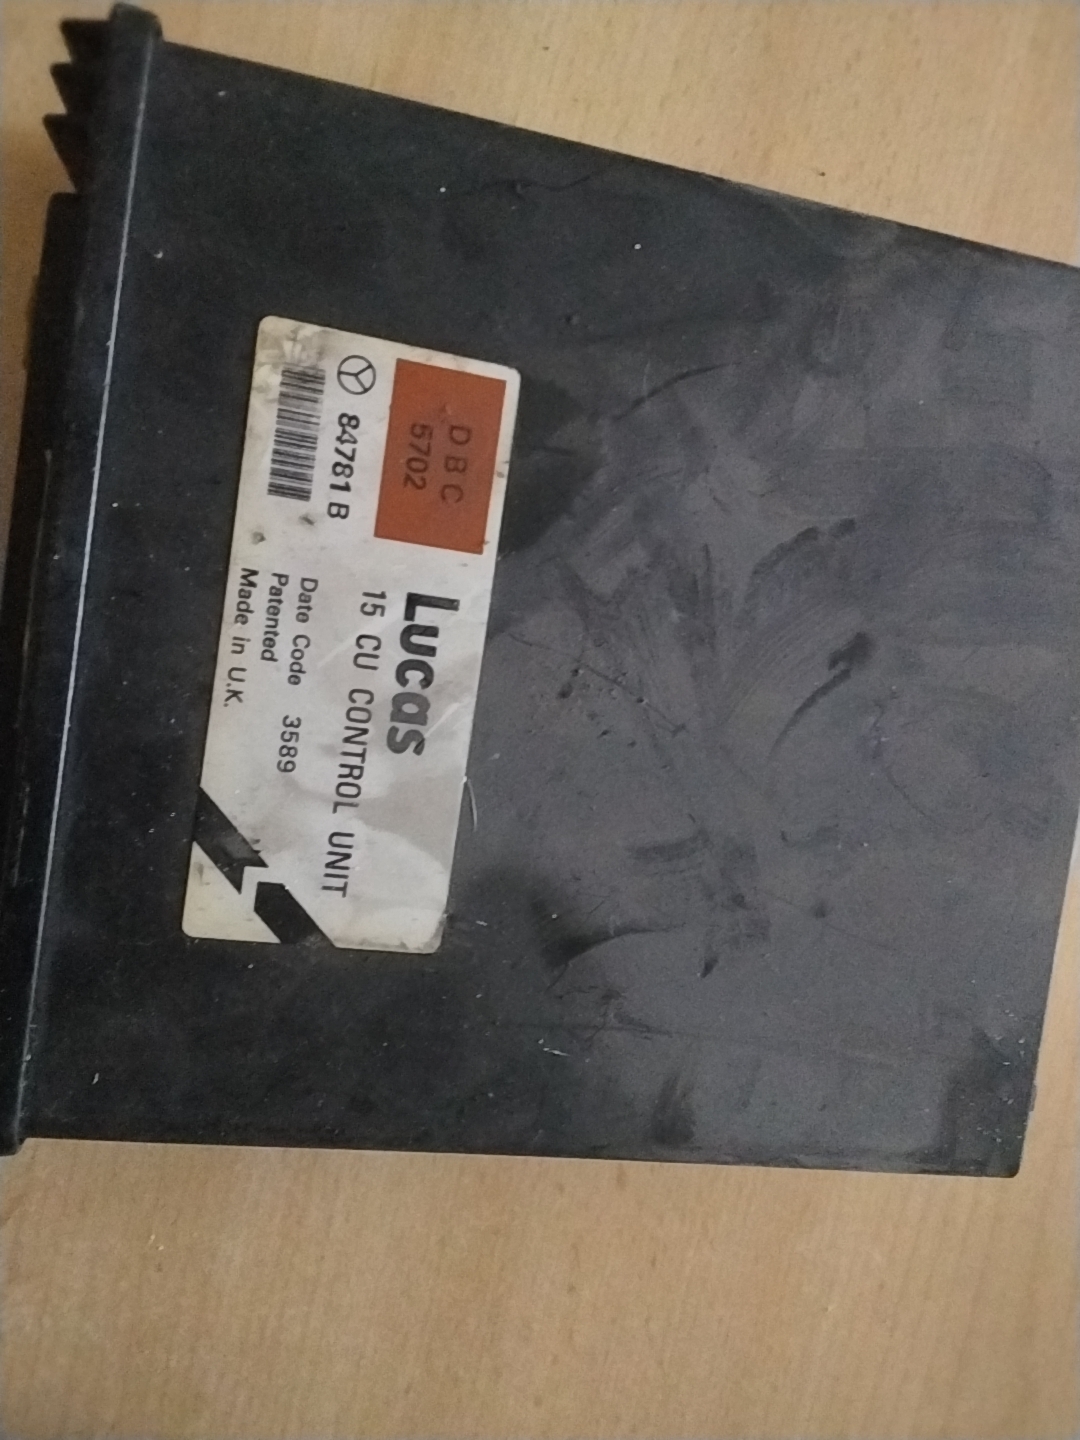 DBC
5702
84781 B
Lucas
15 CU CONTROL UNIT
Date Code 3589
Patented
Made in U.K.